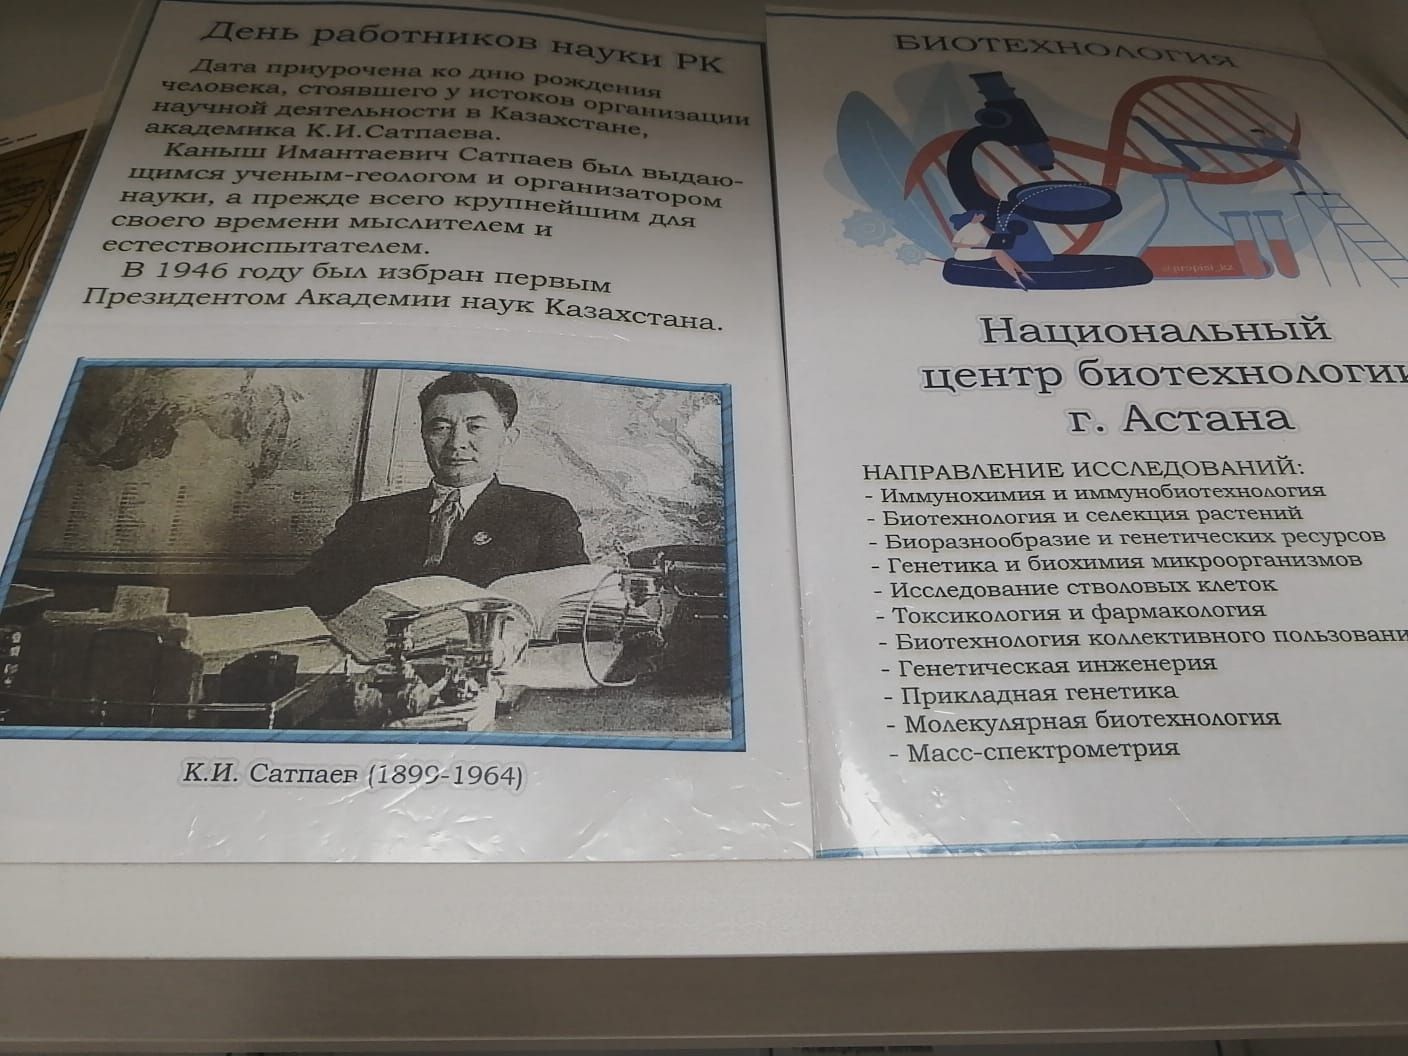 День работников науки РК
Дата приурочена ко дню рождения
человека, стоявшего у истоков организации
научной деятельности в Казахстане,
академика К.И.Сатпаева.
Каныш Имантаевич Сатпаев был выдаю-
щимся ученым-геологом и организатором
науки, а прежде всего крупнейшим для
своего времени мыслителем и
естествоиспытателем.
В 1946 году был избран первым
Президентом Академии наук Казахстана.
К.И. Сатпаев (1899-1964)
БИОТЕХНОЛОГИЯ
propist_kz
Национальный
центр биотехнологии
г. Астана
НАПРАВЛЕНИЕ ИССЛЕДОВАНИЙ:
- Иммунохимия и иммунобиотехнология
- Биотехнология и селекция растений
- Биоразнообразие и генетических ресурсов
- Генетика и биохимия микроорганизмов
- Исследование стволовых клеток
- Токсикология и фармакология
- Биотехнология коллективного пользовани
- Генетическая инженерия
- Прикладная генетика
- Молекулярная биотехнология
- Масс-спектрометрия